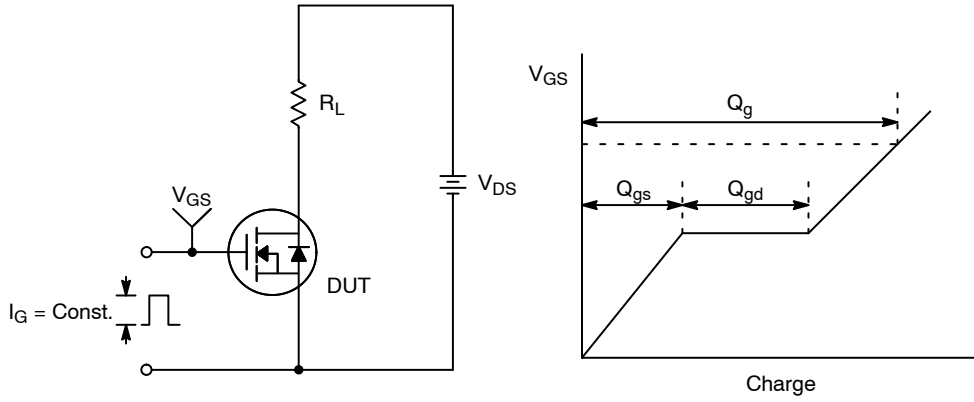 R_L
V_GS
V_DS
DUT
I_G = Const.
V_GS
Q_g
Q_gs
Q_gd
Charge